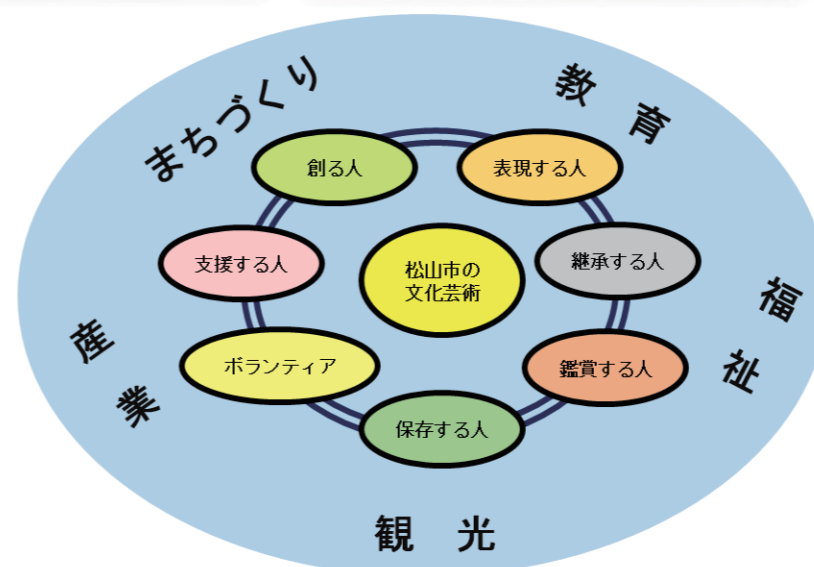 まちづくり
教育
創る人
表現する人
支援する人
松山市の
文化芸術
継承する人
福祉
産業
ボランティア
鑑賞する人
保存する人
観光